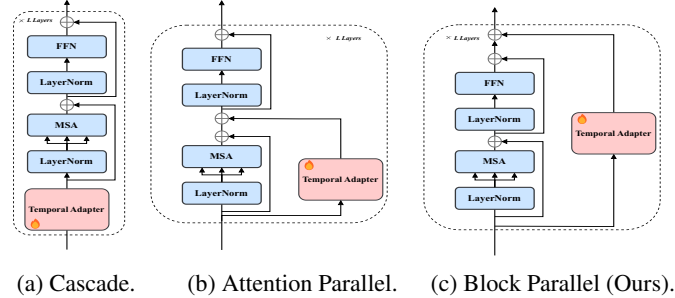 × L Layers
FFN
LayerNorm
MSA
LayerNorm
Temporal Adapter
(a) Cascade.
× L Layers
FFN
LayerNorm
MSA
LayerNorm
Temporal Adapter
(b) Attention Parallel.
× L Layers
FFN
LayerNorm
MSA
LayerNorm
Temporal Adapter
(c) Block Parallel (Ours).